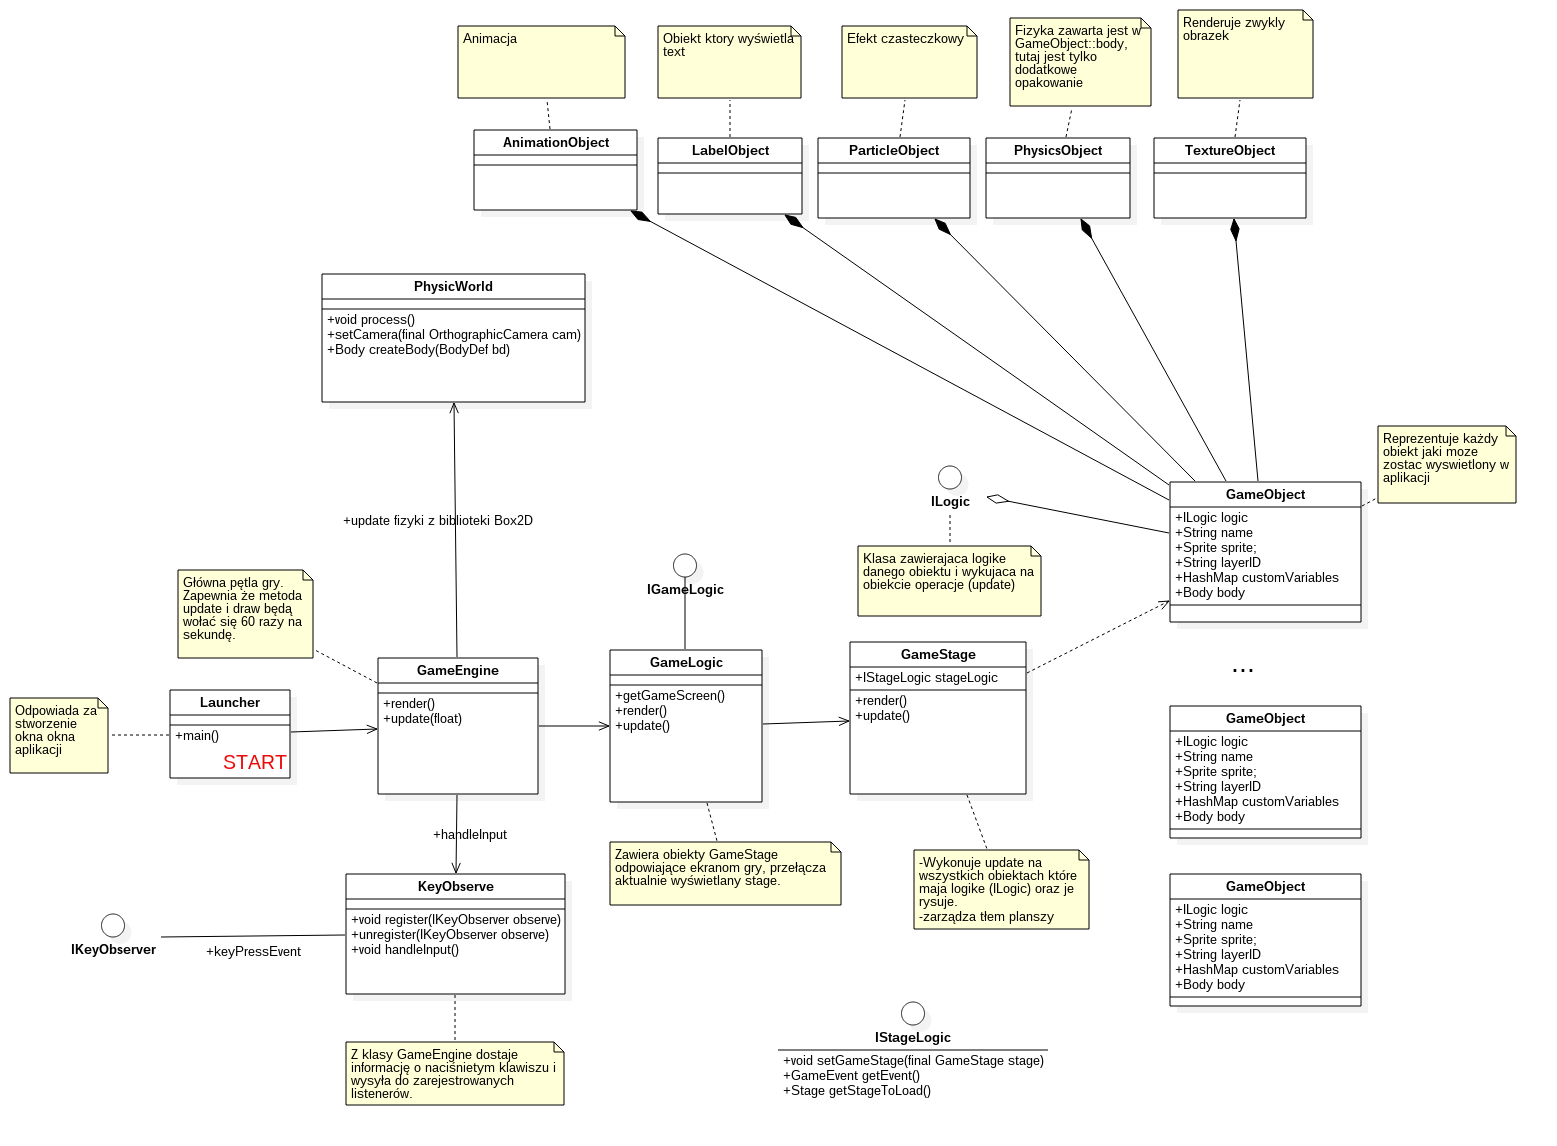 Animacja
Obiekt ktory wyświetla
text
Efekt czasteczkowy
Fizyka zawarta jest w
GameObject::body,
tutaj jest tylko
dodatkowe
opakowanie
Renderuje zwykly
obrazek
AnimationObject
LabelObject
ParticleObject
PhysicsObject
TextureObject
PhysicWorld
+void process()
+setCamera(final OrthographicCamera cam)
+Body createBody(BodyDef bd)
+update fizyki z biblioteki Box2D
Reprezentuje każdy
obiekt jaki moze
zostac wyswietlony w
aplikacji
ILogic
Klasa zawierajaca logike
danego obiektu i wykujaca na
obiekcie operacje (update)
GameObject
+ILogic logic
+String name
+Sprite sprite;
+String layerID
+HashMap customVariables
+Body body
Główna pętla gry.
Zapewnia że metoda
update i draw będą
wołać się 60 razy na
sekundę.
IGameLogic
Odpowiada za
stworzenie
okna okna
aplikacji
Launcher
+main()
START
GameEngine
+render()
+update(float)
GameLogic
+getGameScreen()
+render()
+update()
GameStage
+IStageLogic stageLogic
+render()
+update()
...
GameObject
+ILogic logic
+String name
+Sprite sprite;
+String layerID
+HashMap customVariables
+Body body
+handleInput
Zawiera obiekty GameStage
odpowiające ekranom gry, przełącza
aktualnie wyświetlany stage.
-Wykonuje update na
wszystkich obiektach które
maja logike (ILogic) oraz je
rysuje.
-zarządza tłem planszy
KeyObserve
+void register(IKeyObserver observe)
+unregister(IKeyObserver observe)
+void handleInput()
IKeyObserver
+keyPressEvent
GameObject
+ILogic logic
+String name
+Sprite sprite;
+String layerID
+HashMap customVariables
+Body body
Z klasy GameEngine dostaje
informację o naciśnietym klawiszu i
wysyła do zarejestrowanych
listenerów.
IStageLogic
+void setGameStage(final GameStage stage)
+GameEvent getEvent()
+Stage getStageToLoad()